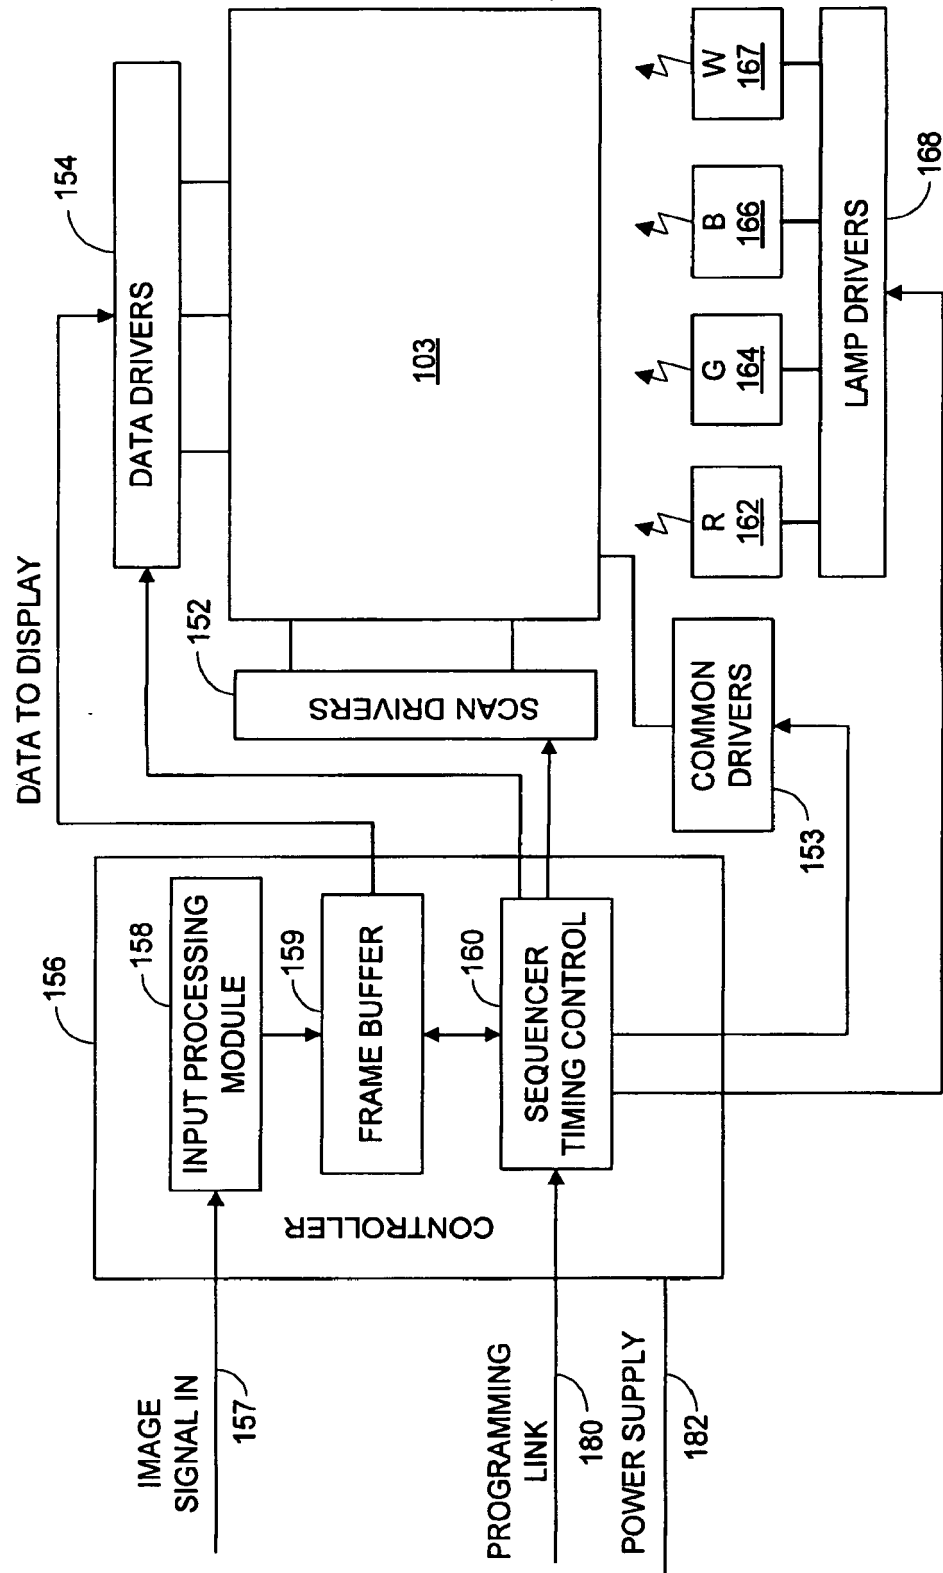 IMAGE
SIGNAL IN
157
PROGRAMMING
LINK
180
POWER SUPPLY
182
156
CONTROLLER
158
INPUT PROCESSING
MODULE
159
FRAME BUFFER
160
SEQUENCER
TIMING CONTROL
DATA TO DISPLAY
154
DATA DRIVERS
152
SCAN DRIVERS
103
COMMON
DRIVERS
153
R
162
G
164
B
166
W
167
LAMP DRIVERS
168